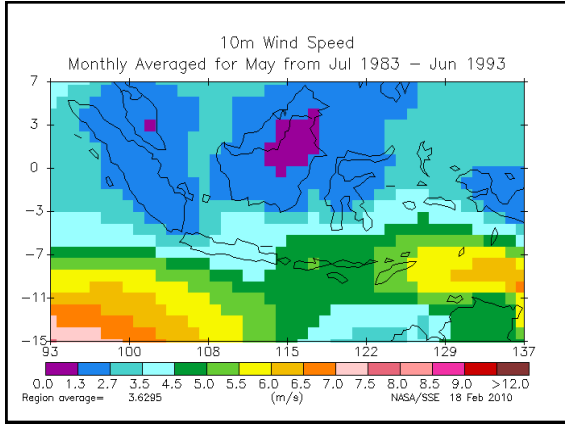 10m Wind Speed
Monthly Averaged for May from Jul 1983 – Jun 1993
7
3
0
−3
−7
−11
−15
93 100 108 115 122 129 137
0.0 1.3 2.7 3.5 4.5 5.0 5.5 6.0 6.5 7.0 7.5 8.0 8.5 9.0 >12.0
Region average= 3.6295 (m/s) NASA/SSE 18 Feb 2010